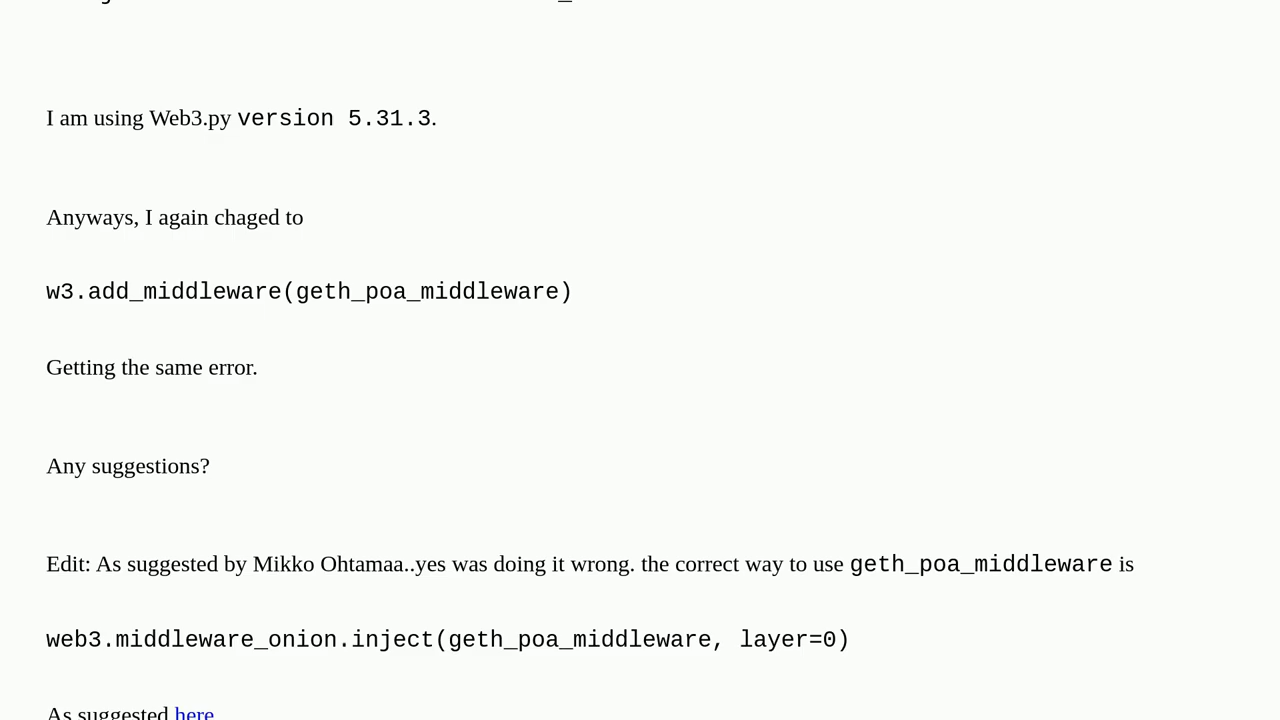 I am using Web3.py version 5.31.3.
Anyways, I again chaged to
w3.add_middleware(geth_poa_middleware)
Getting the same error.
Any suggestions?
Edit: As suggested by Mikko Ohtamaa..yes was doing it wrong. the correct way to use geth_poa_middleware is
web3.middleware_onion.inject(geth_poa_middleware, layer=0)
As suggested here